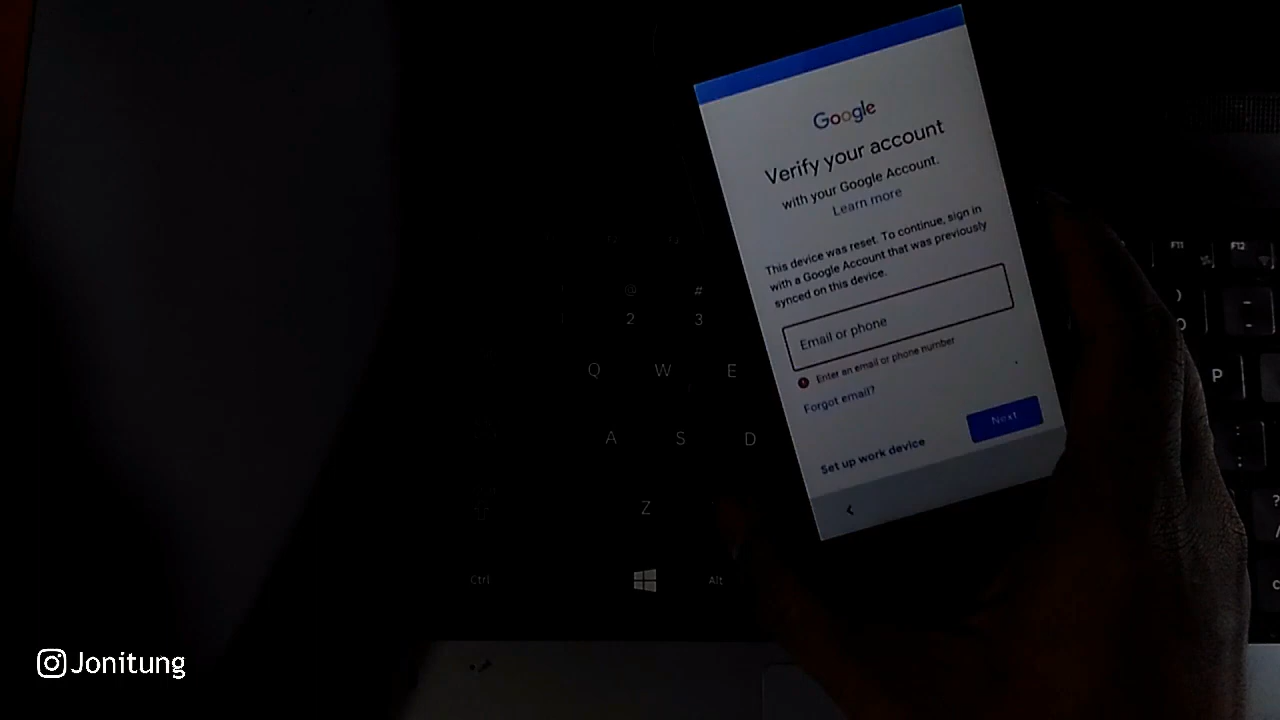 Google
Verify your account
with your Google Account.
Learn more
This device was reset. To continue, sign in
with a Google Account that was previously
synced on this device.
Email or phone
Enter an email or phone number
Forgot email?
Next
Set up work device
F11
F12
@
#
2
3
Q
W
E
P
A
S
D
Z
Ctrl
Alt
Jonitung